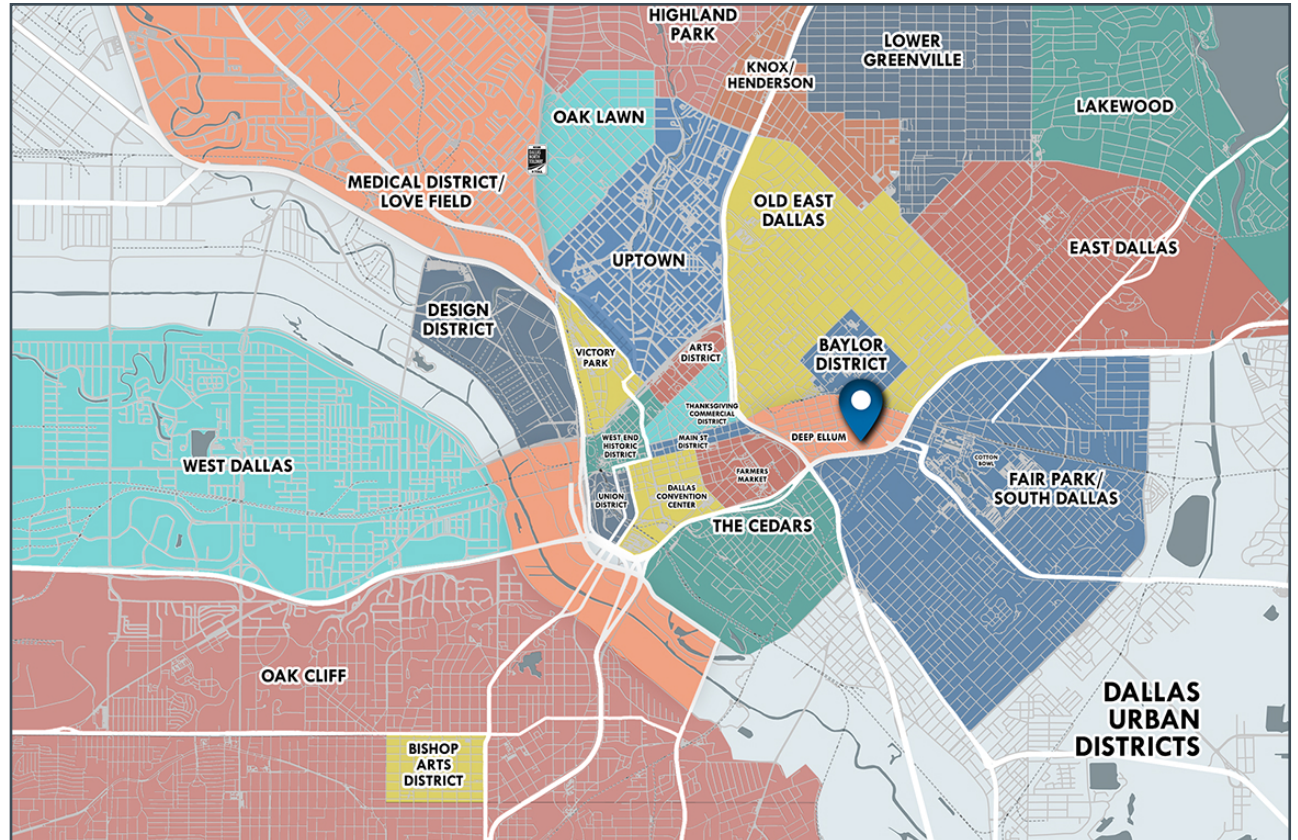 HIGHLAND
PARK
LOWER
GREENVILLE
KNOX/
HENDERSON
LAKEWOOD
OAK LAWN
DALLAS
NORTH
TOLLWAY
MEDICAL DISTRICT/
LOVE FIELD
OLD EAST
DALLAS
EAST DALLAS
UPTOWN
DESIGN
DISTRICT
VICTORY
PARK
ARTS
DISTRICT
BAYLOR
DISTRICT
THANKSGIVING
COMMERCIAL
DISTRICT
DEEP ELLUM
WEST END
HISTORIC
DISTRICT
MAIN ST
DISTRICT
COTTON
BOWL
WEST DALLAS
FARMERS
MARKET
FAIR PARK/
SOUTH DALLAS
UNION
DISTRICT
DALLAS
CONVENTION
CENTER
THE CEDARS
OAK CLIFF
DALLAS
URBAN
DISTRICTS
BISHOP
ARTS
DISTRICT